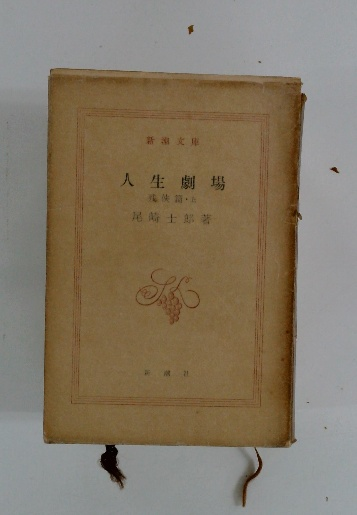 新潮文庫
人生劇場
残侠篇・上
尾崎士郎著
新潮社